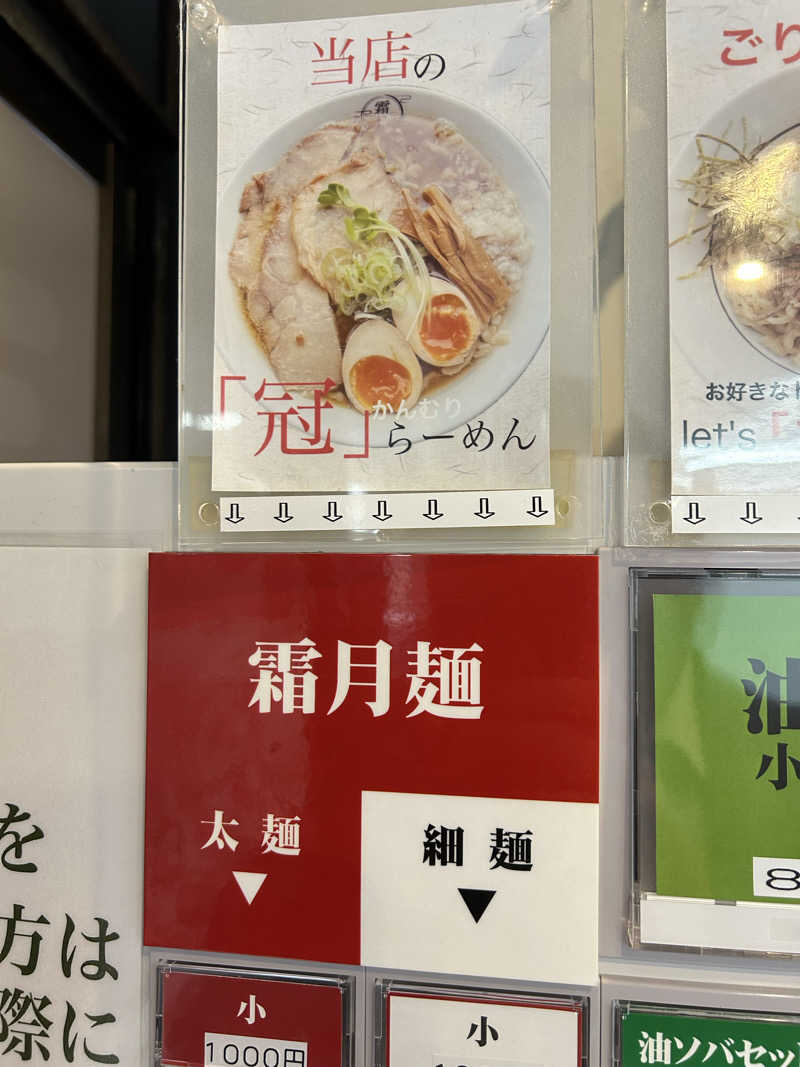 当店の
霜
「冠」らーめん
かんむり
⇩ ⇩ ⇩ ⇩ ⇩ ⇩ ⇩
ごり
お好きな
let's「
⇩ ⇩
霜月麺
太麺
▼
細麺
▼
油
小
8
を
方は
際に
小
1000円
小
油ソバセッ